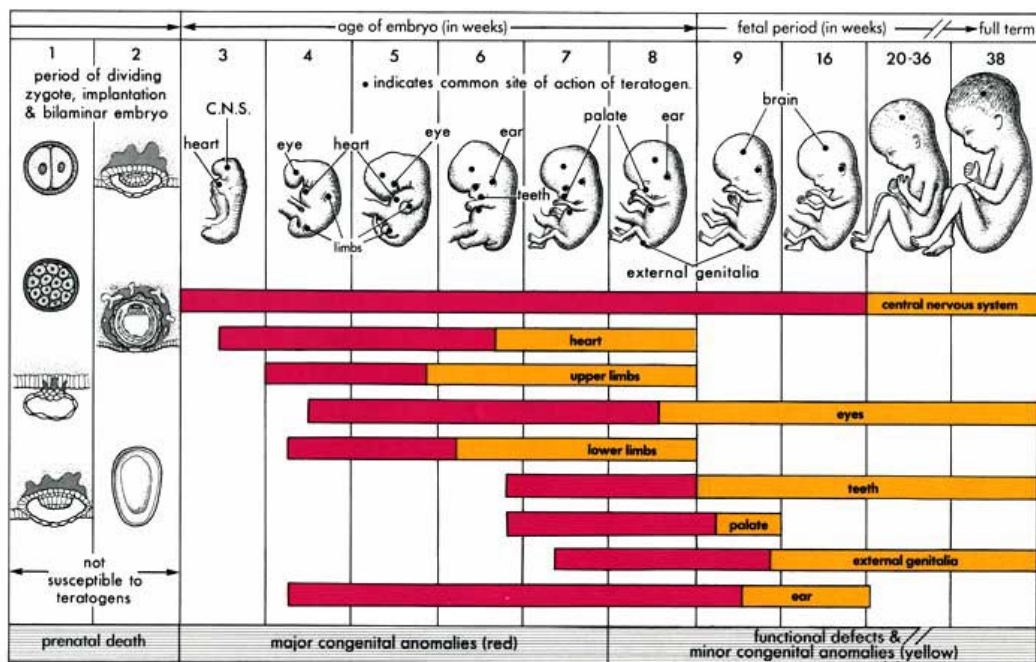 age of embryo (in weeks)
fetal period (in weeks)
full term
1
2
3
4
5
6
7
8
9
16
20-36
38
period of dividing
zygote, implantation
& bilaminar embryo
• indicates common site of action of teratogen.
C.N.S.
heart
eye
heart
limbs
eye
ear
teeth
palate
ear
external genitalia
brain
central nervous system
heart
upper limbs
eyes
lower limbs
teeth
palate
external genitalia
ear
not
susceptible to
teratogens
prenatal death
major congenital anomalies (red)
functional defects &
minor congenital anomalies (yellow)